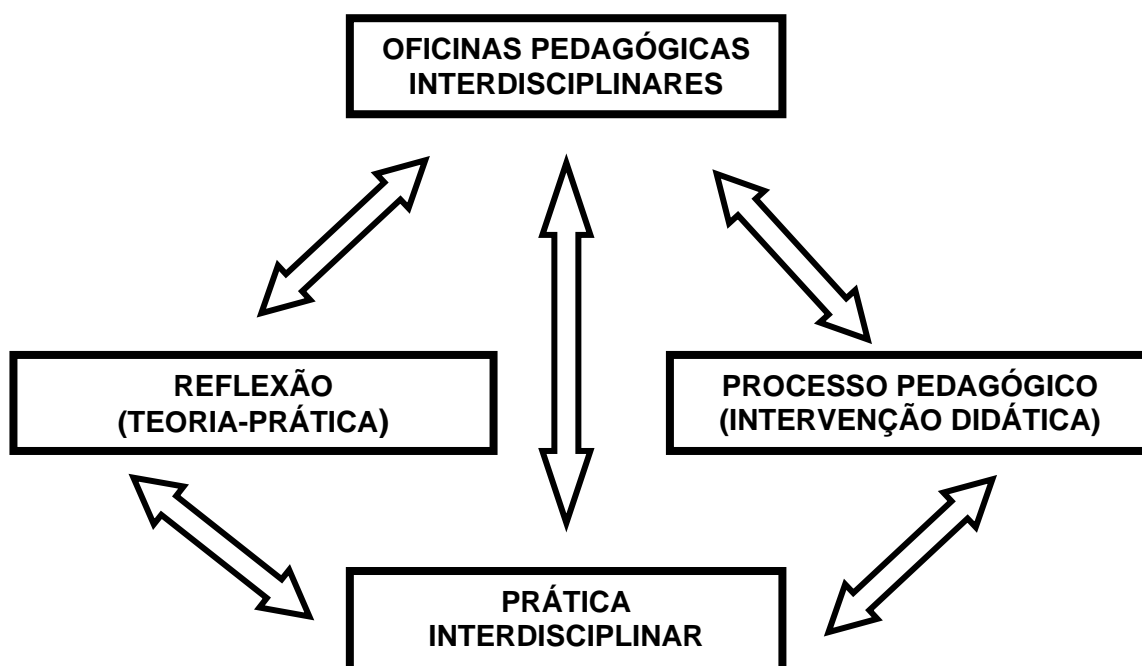 OFICINAS PEDAGÓGICAS
INTERDISCIPLINARES
REFLEXÃO
(TEORIA-PRÁTICA)
PROCESSO PEDAGÓGICO
(INTERVENÇÃO DIDÁTICA)
PRÁTICA
INTERDISCIPLINAR